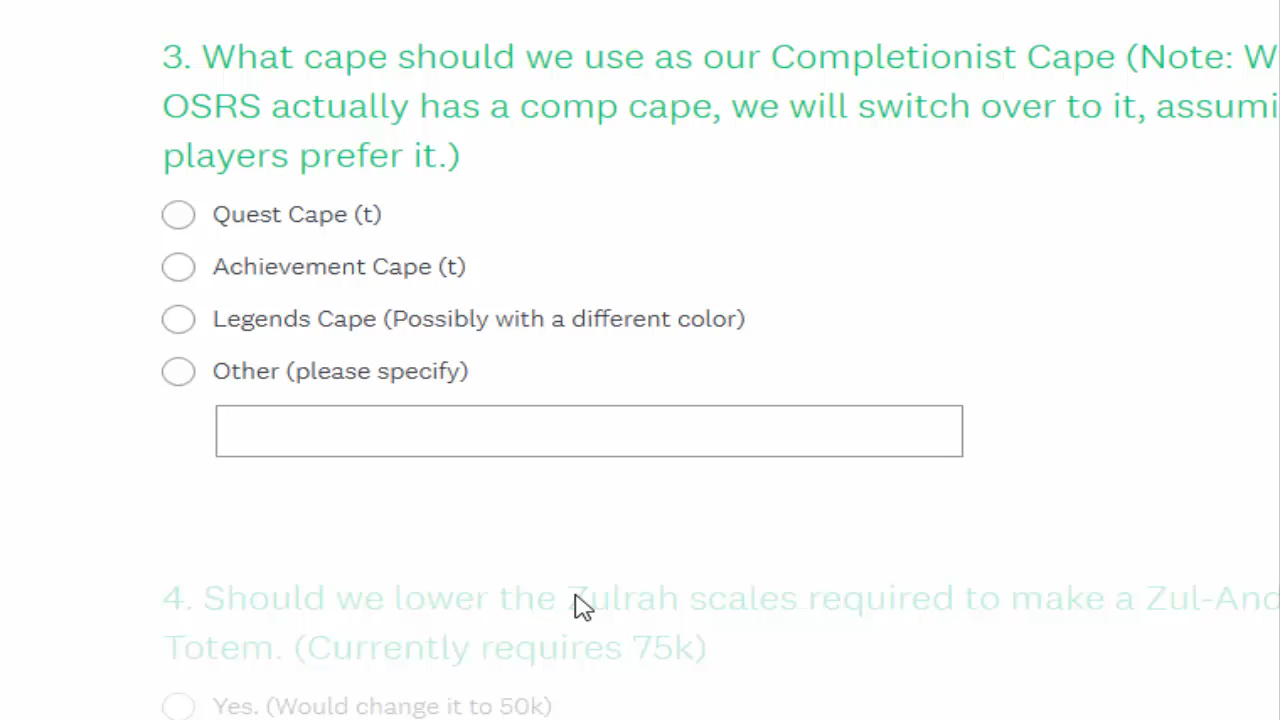 3. What cape should we use as our Completionist Cape (Note: W
OSRS actually has a comp cape, we will switch over to it, assumi
players prefer it.)
Quest Cape (t)
Achievement Cape (t)
Legends Cape (Possibly with a different color)
Other (please specify)
4. Should we lower the Zulrah scales required to make a Zul-And
Totem. (Currently requires 75k)
Yes. (Would change it to 50k)